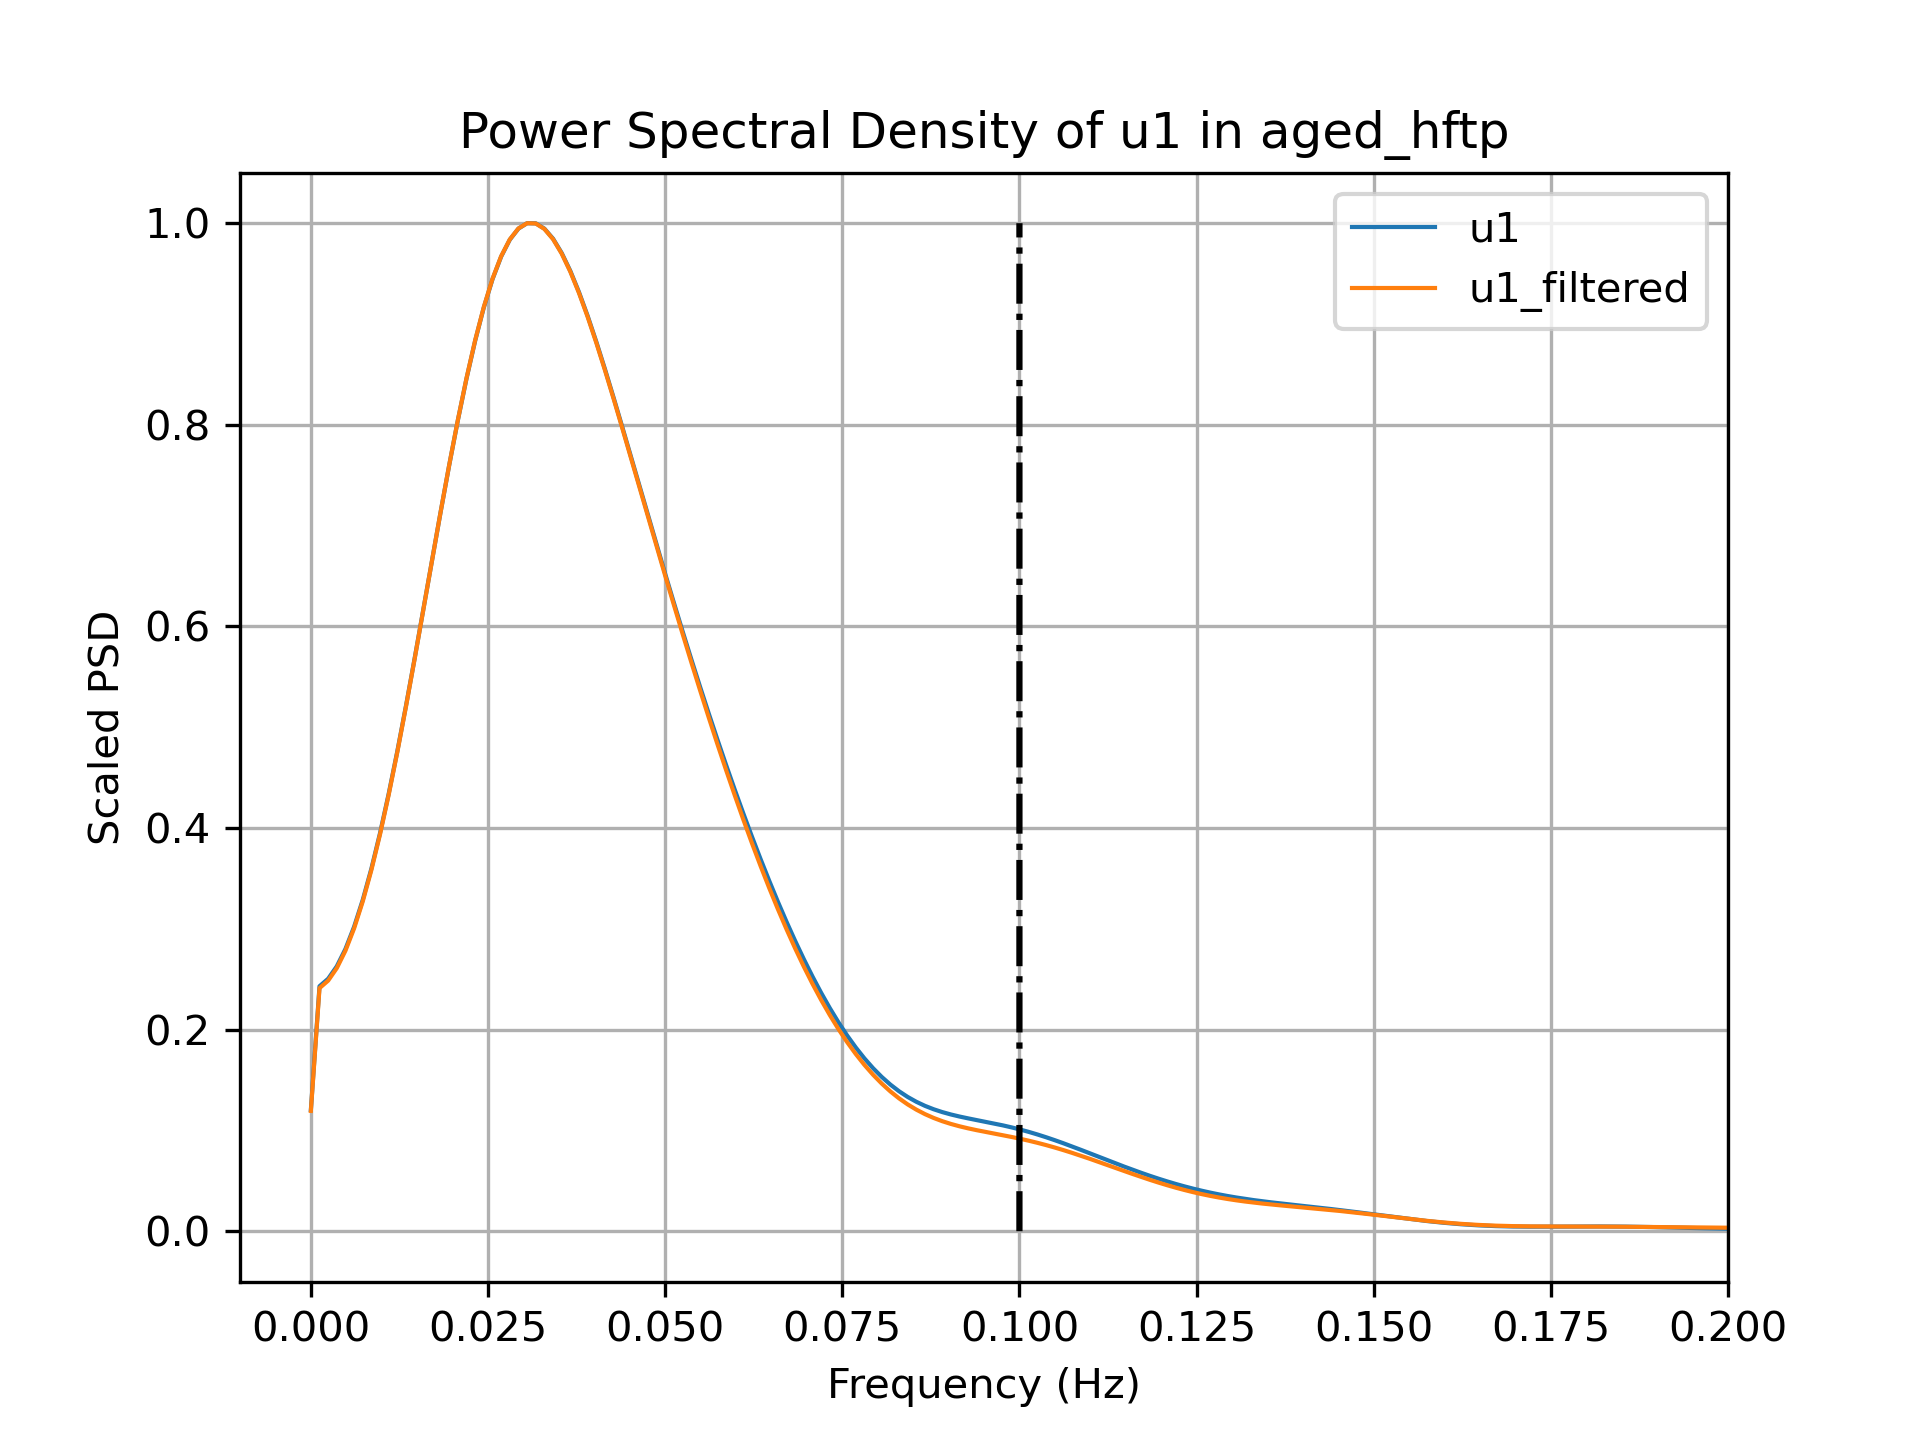 Power Spectral Density of u1 in aged_hftp
u1
u1_filtered
1.0
0.8
0.6
0.4
0.2
0.0
Scaled PSD
0.000 0.025 0.050 0.075 0.100 0.125 0.150 0.175 0.200
Frequency (Hz)